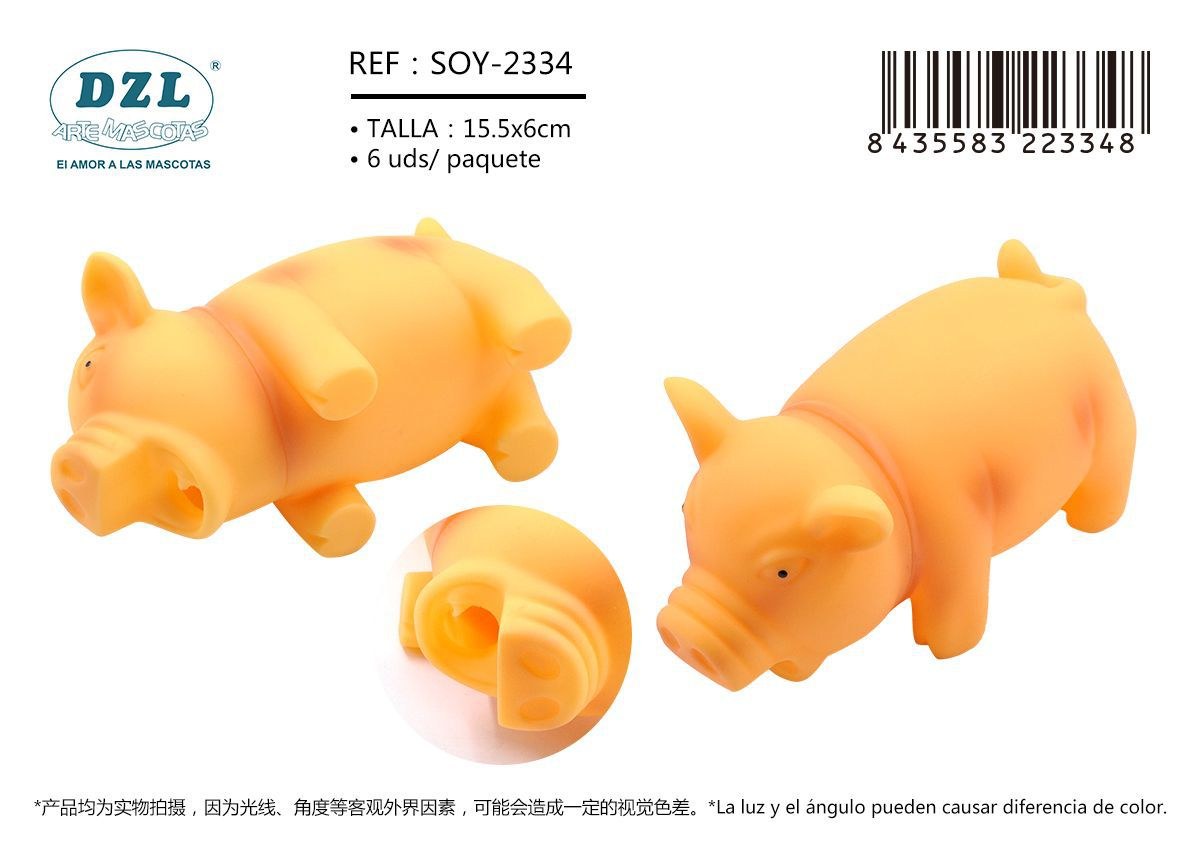 DZL
®
ARTE MASCOTAS
El AMOR A LAS MASCOTAS
REF : SOY-2334
• TALLA : 15.5x6cm
• 6 uds/ paquete
8 435583 223348
*产品均为实物拍摄，因为光线、角度等客观外界因素，可能会造成一定的视觉色差。*La luz y el ángulo pueden causar diferencia de color.